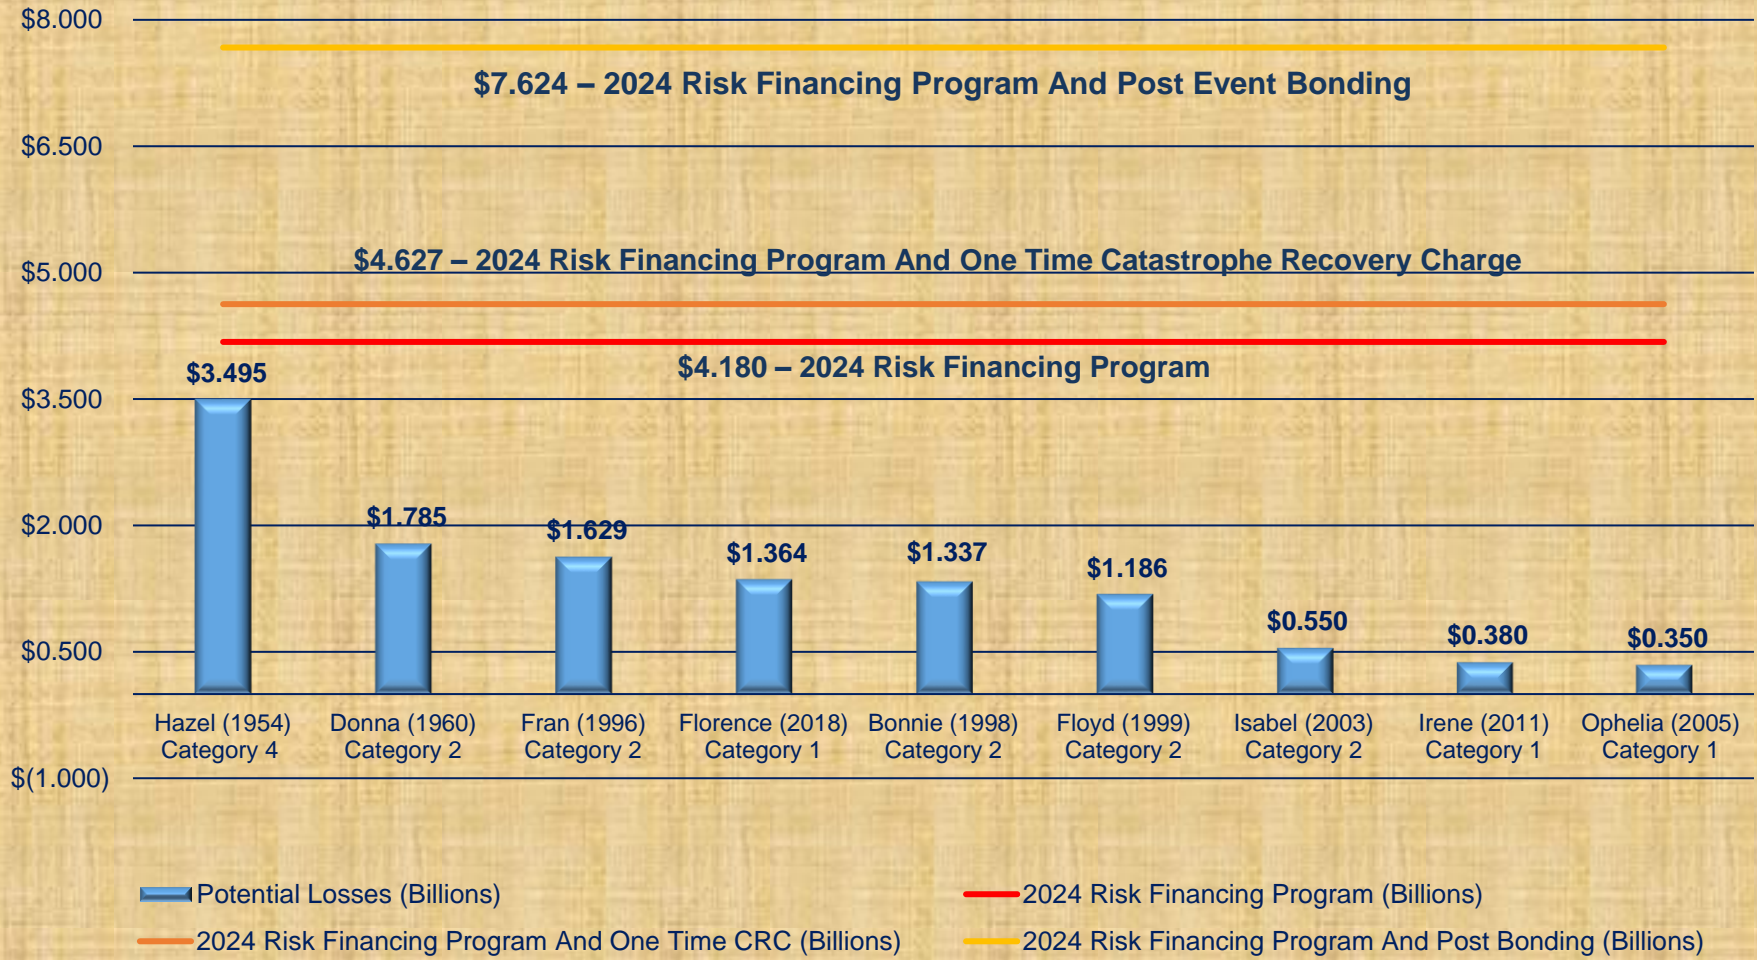 $8.000
$7.624 – 2024 Risk Financing Program And Post Event Bonding
$6.500
$4.627 – 2024 Risk Financing Program And One Time Catastrophe Recovery Charge
$5.000
$4.180 – 2024 Risk Financing Program
$3.495
$3.500
$2.000
$1.785
$1.629
$1.364
$1.337
$1.186
$0.550
$0.380
$0.350
$0.500
Hazel (1954)
Category 4
Donna (1960)
Category 2
Fran (1996)
Category 2
Florence (2018)
Category 1
Bonnie (1998)
Category 2
Floyd (1999)
Category 2
Isabel (2003)
Category 2
Irene (2011)
Category 1
Ophelia (2005)
Category 1
$(1.000)
Potential Losses (Billions)
2024 Risk Financing Program (Billions)
2024 Risk Financing Program And One Time CRC (Billions)
2024 Risk Financing Program And Post Bonding (Billions)